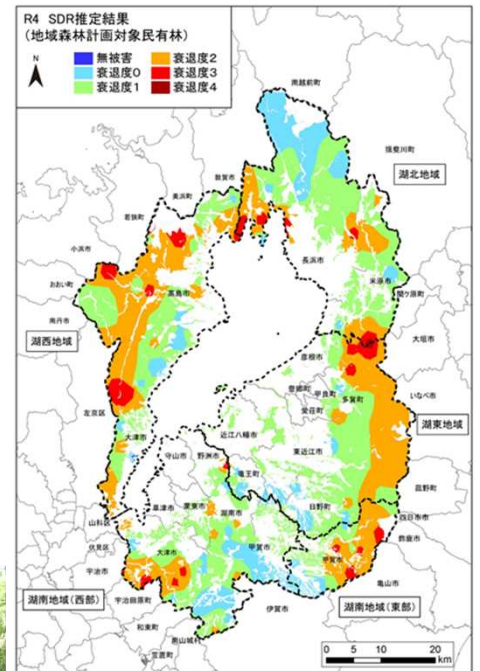 R4 SDR推定結果
(地域森林計画対象民有林)
N
無被害
衰退度0
衰退度1
衰退度2
衰退度3
衰退度4
南越前町
揖斐川町
湖北地域
敦賀市
美浜町
若狭町
長浜市
小浜市
米原市
関ケ原町
おおい町
高島市
南丹市
大垣市
湖西地域
彦根市
豊郷町
甲良町
多賀町
いなべ市
愛荘町
左京区
湖東地域
大津市
近江八幡市
東近江市
守山市
野洲市
竜王町
菰野町
草津市
栗東市
日野町
四日市市
湖南市
山科区
鈴鹿市
伏見区
大津市
甲賀市
甲賀市
宇治市
亀山市
湖南地域(西部)
宇治田原町
伊賀市
湖南地域(東部)
和束町
南山城村
笠置町
0 5 10 20
km